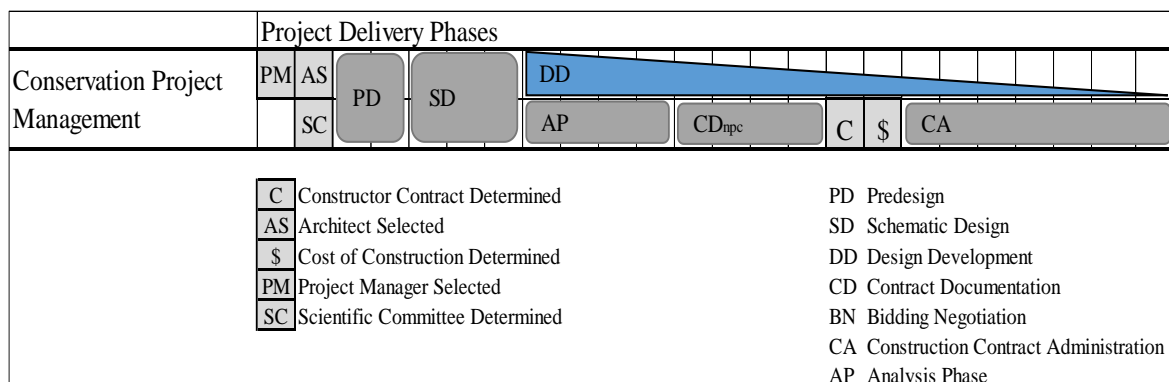 Project Delivery Phases
Conservation Project
Management
PM AS PD SD DD
SC AP CDnpc C $ CA
C Constructor Contract Determined
AS Architect Selected
$ Cost of Construction Determined
PM Project Manager Selected
SC Scientific Committee Determined
PD Predesign
SD Schematic Design
DD Design Development
CD Contract Documentation
BN Bidding Negotiation
CA Construction Contract Administration
AP Analysis Phase